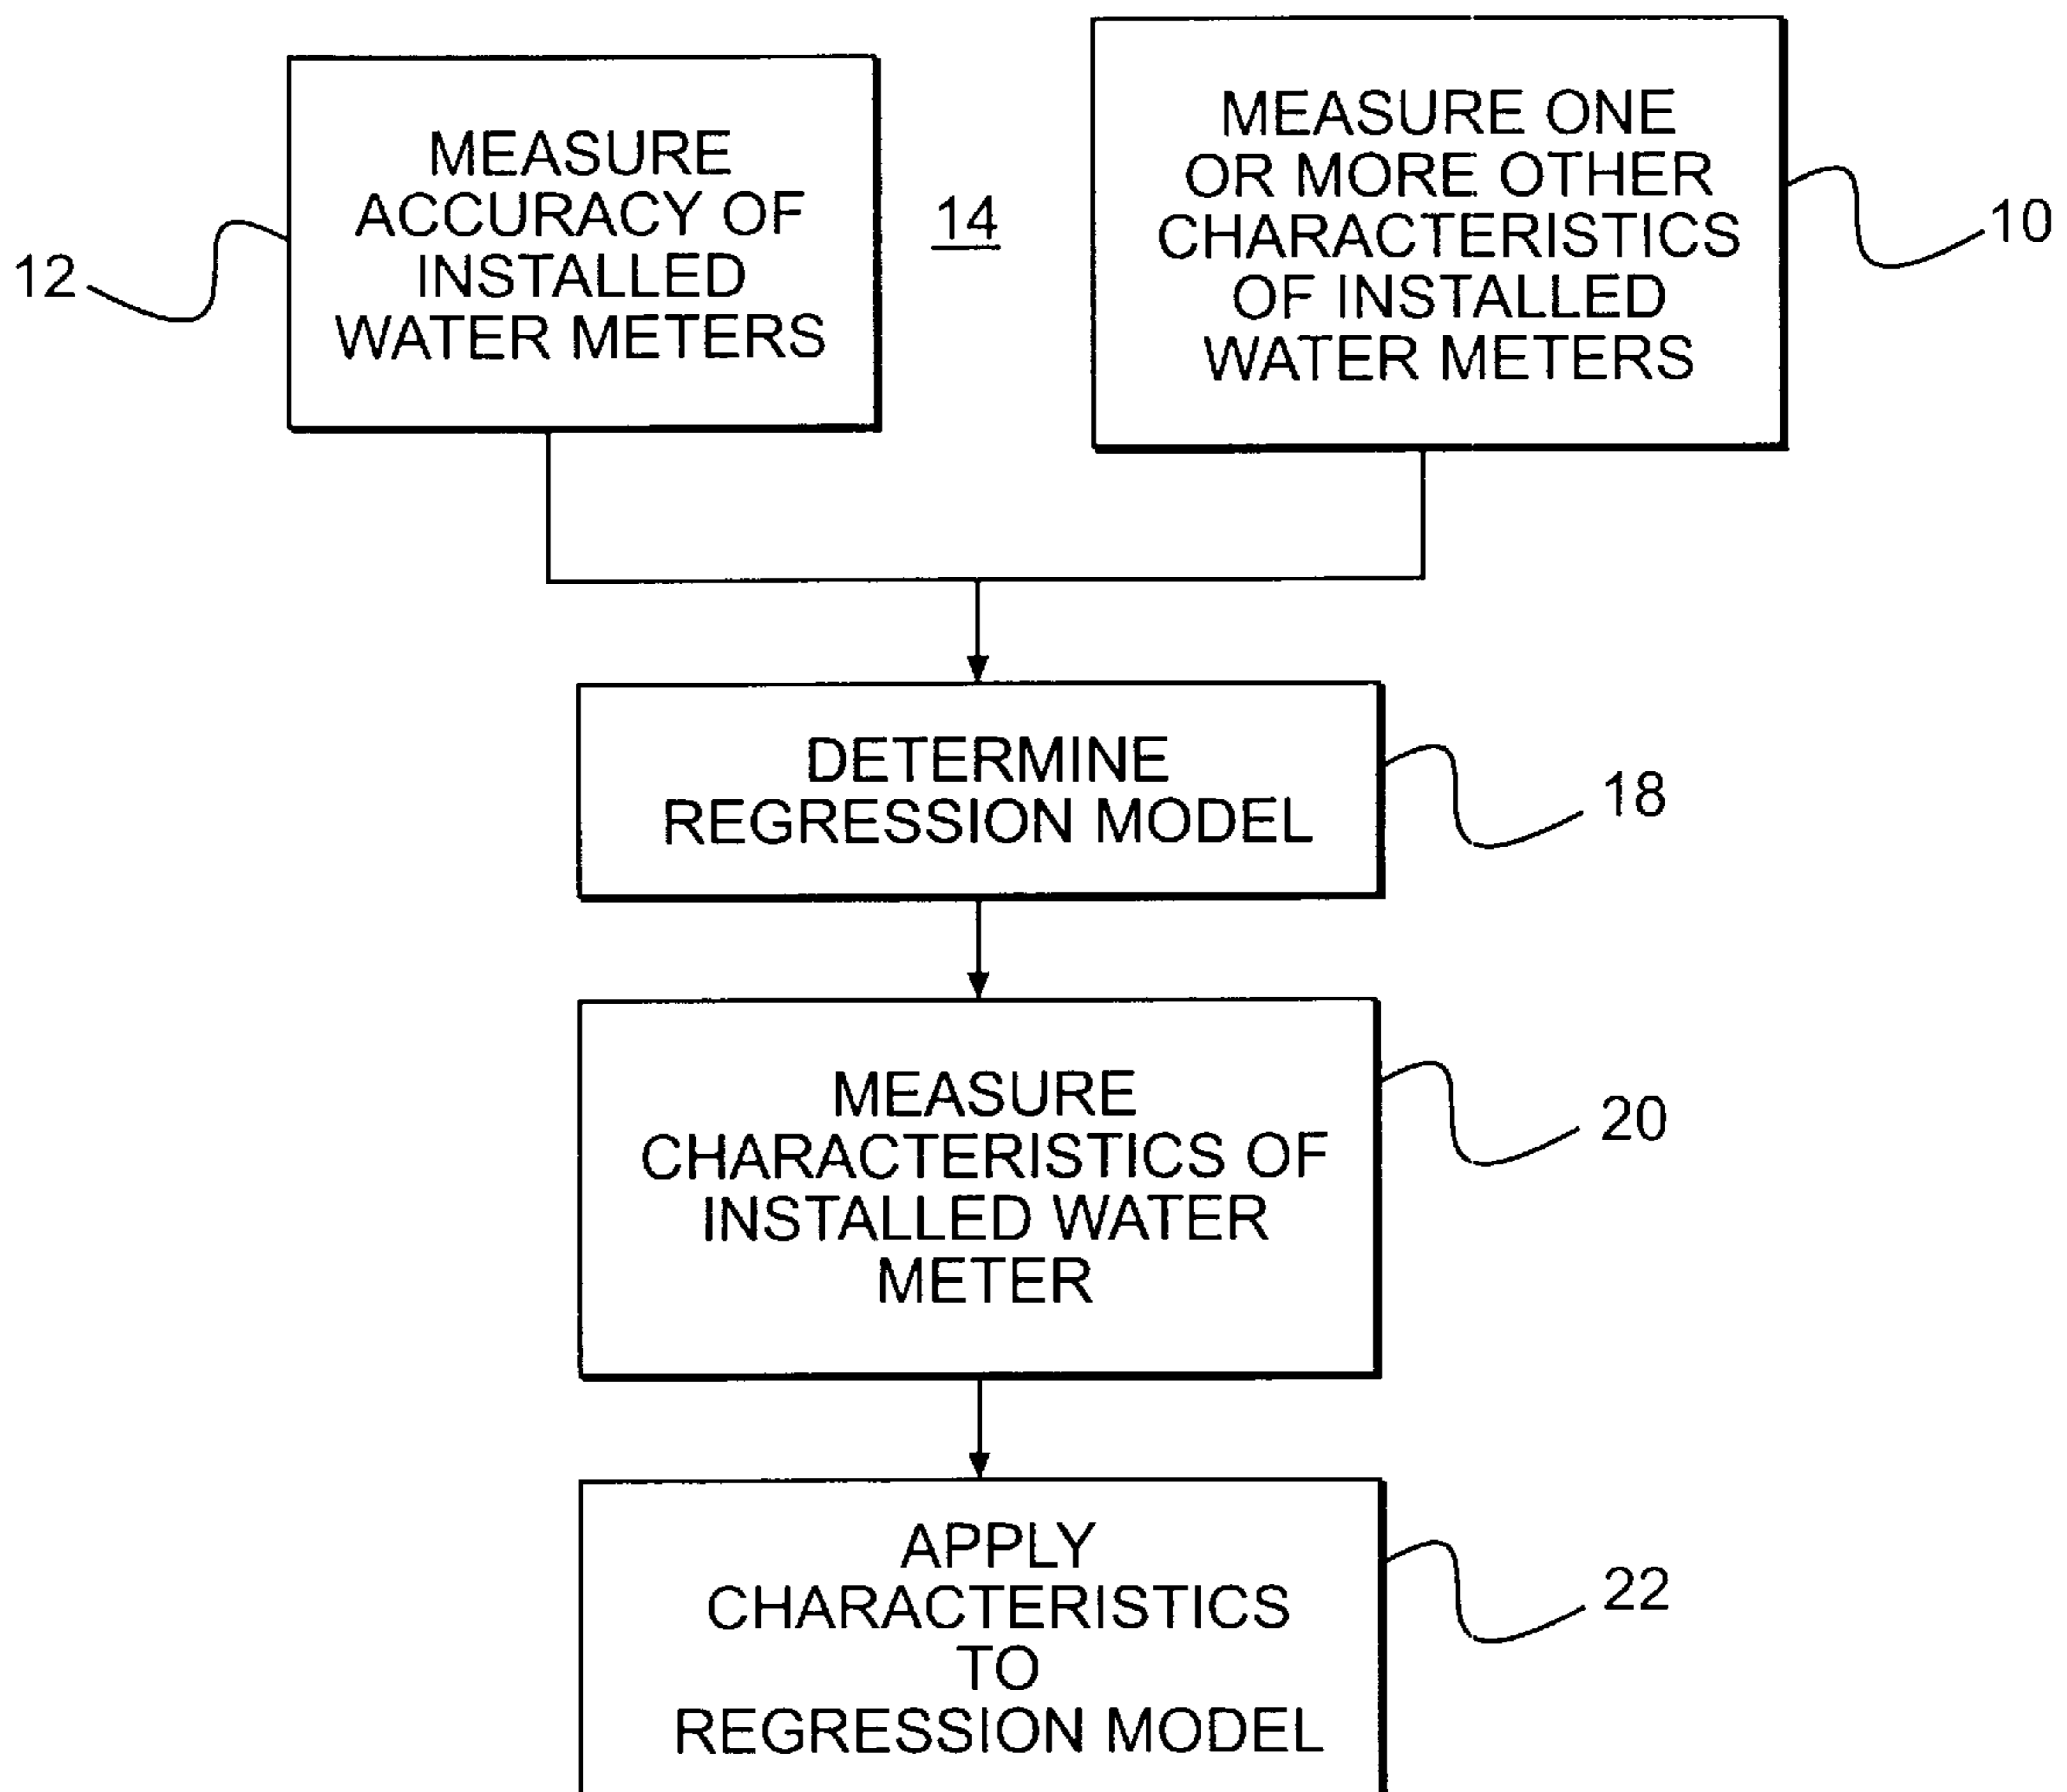 MEASURE
ACCURACY OF
INSTALLED
WATER METERS
12
14
MEASURE ONE
OR MORE OTHER
CHARACTERISTICS
OF INSTALLED
WATER METERS
10
DETERMINE
REGRESSION MODEL
18
MEASURE
CHARACTERISTICS OF
INSTALLED WATER
METER
20
APPLY
CHARACTERISTICS
TO
REGRESSION MODEL
22